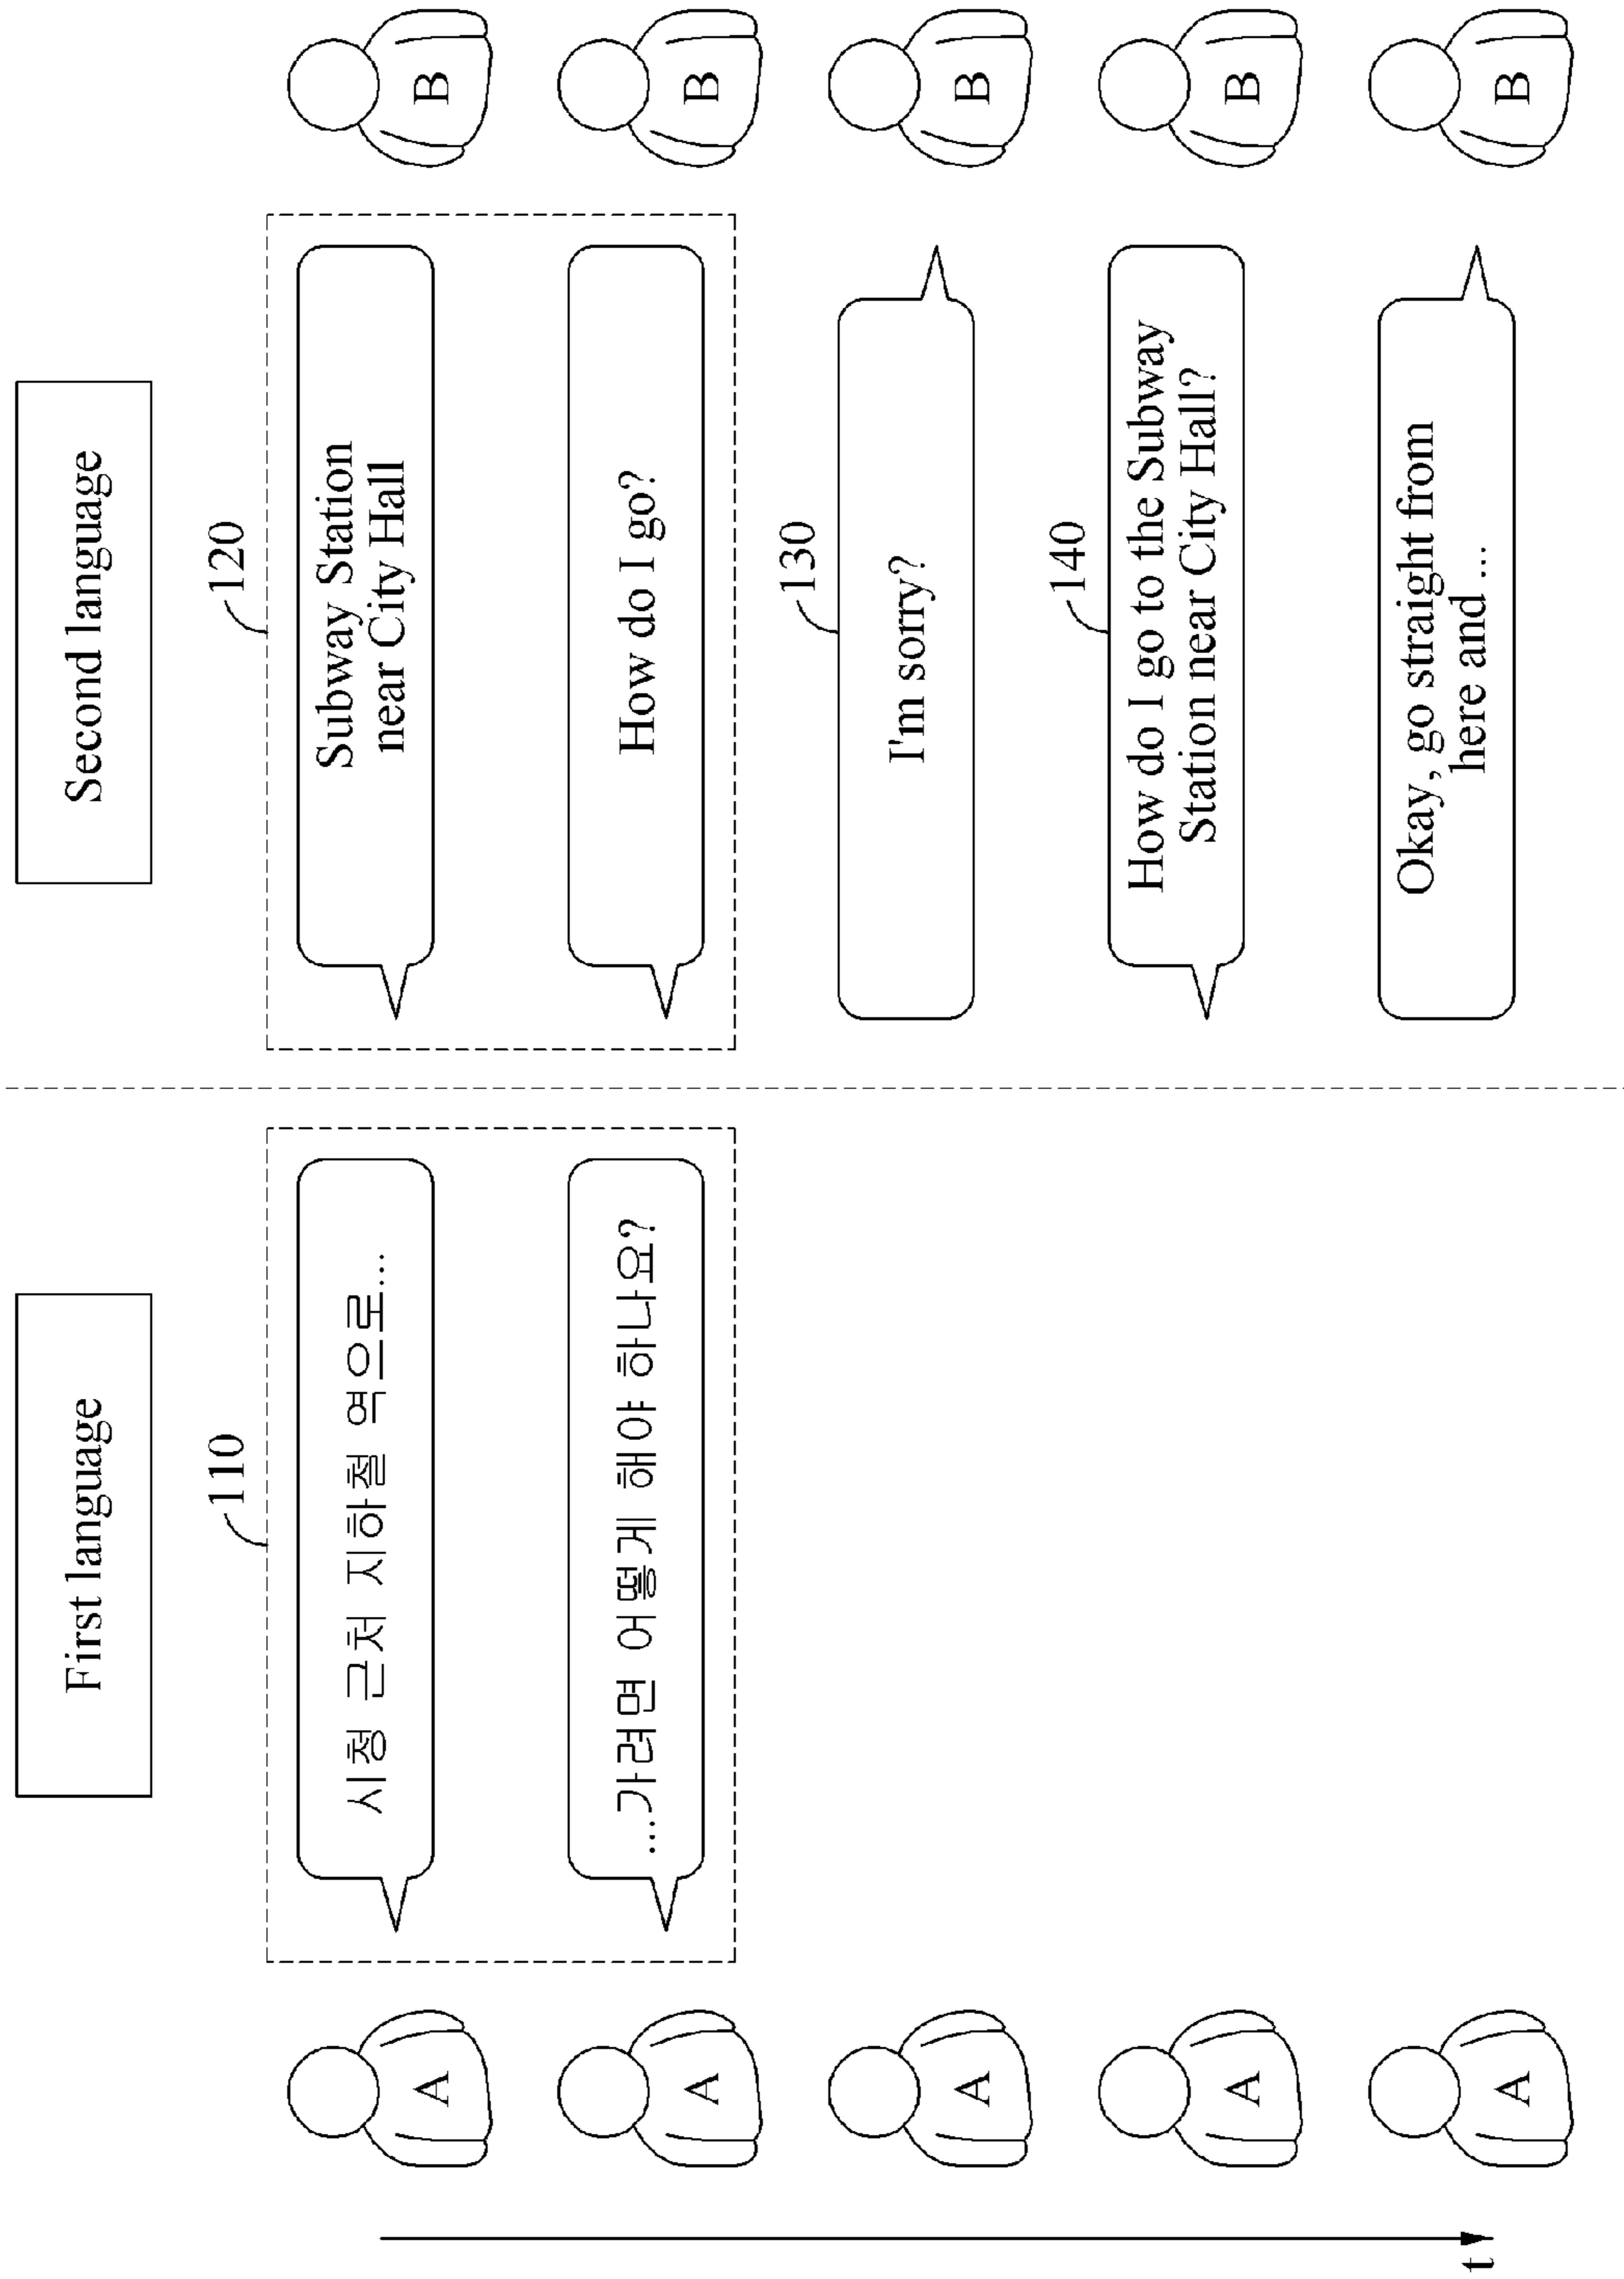 First language
Second language
110
120
A
시청 근처 지하철 역으로...
Subway Station
near City Hall
B
A
...가려면 어떻게 해야 하나요?
How do I go?
B
130
A
I'm sorry?
B
140
A
How do I go to the Subway
Station near City Hall?
B
A
Okay, go straight from
here and ...
B
t